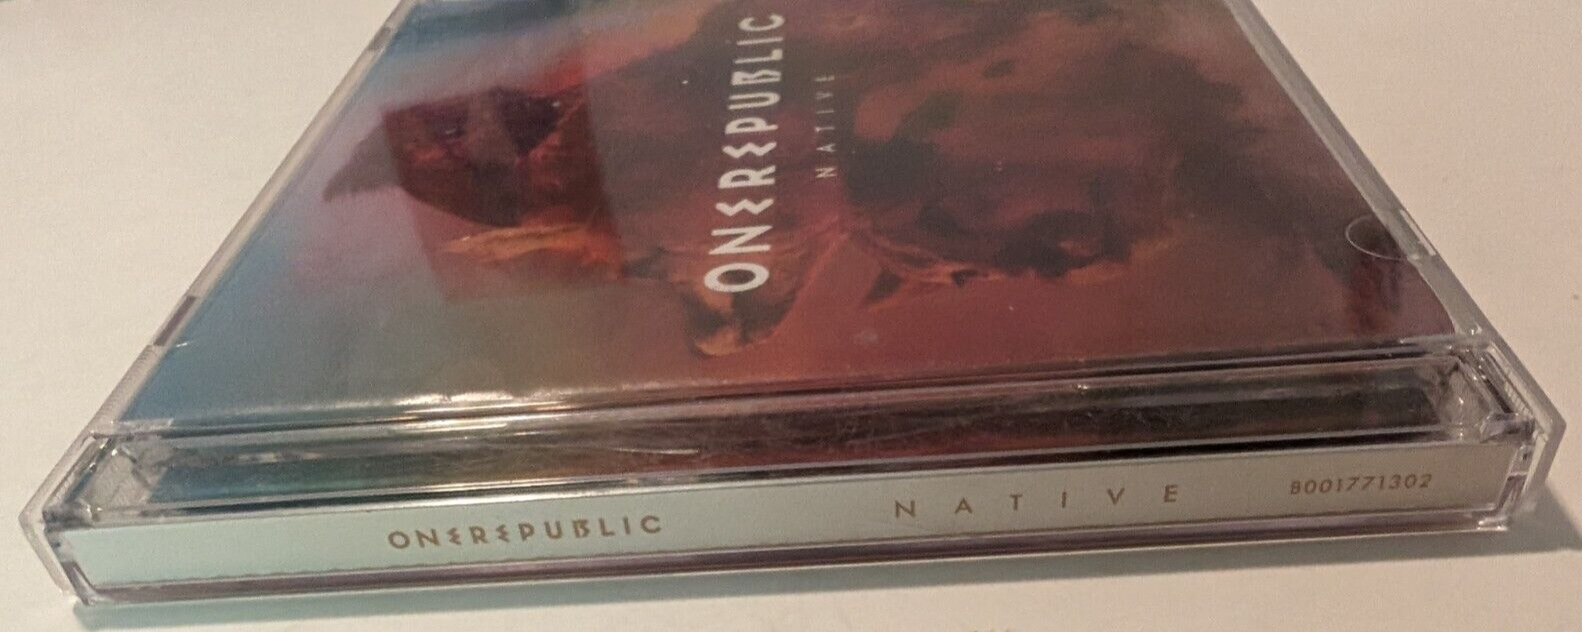 ONEREPUBLIC
NATIVE
ONEREPUBLIC NATIVE B001771302